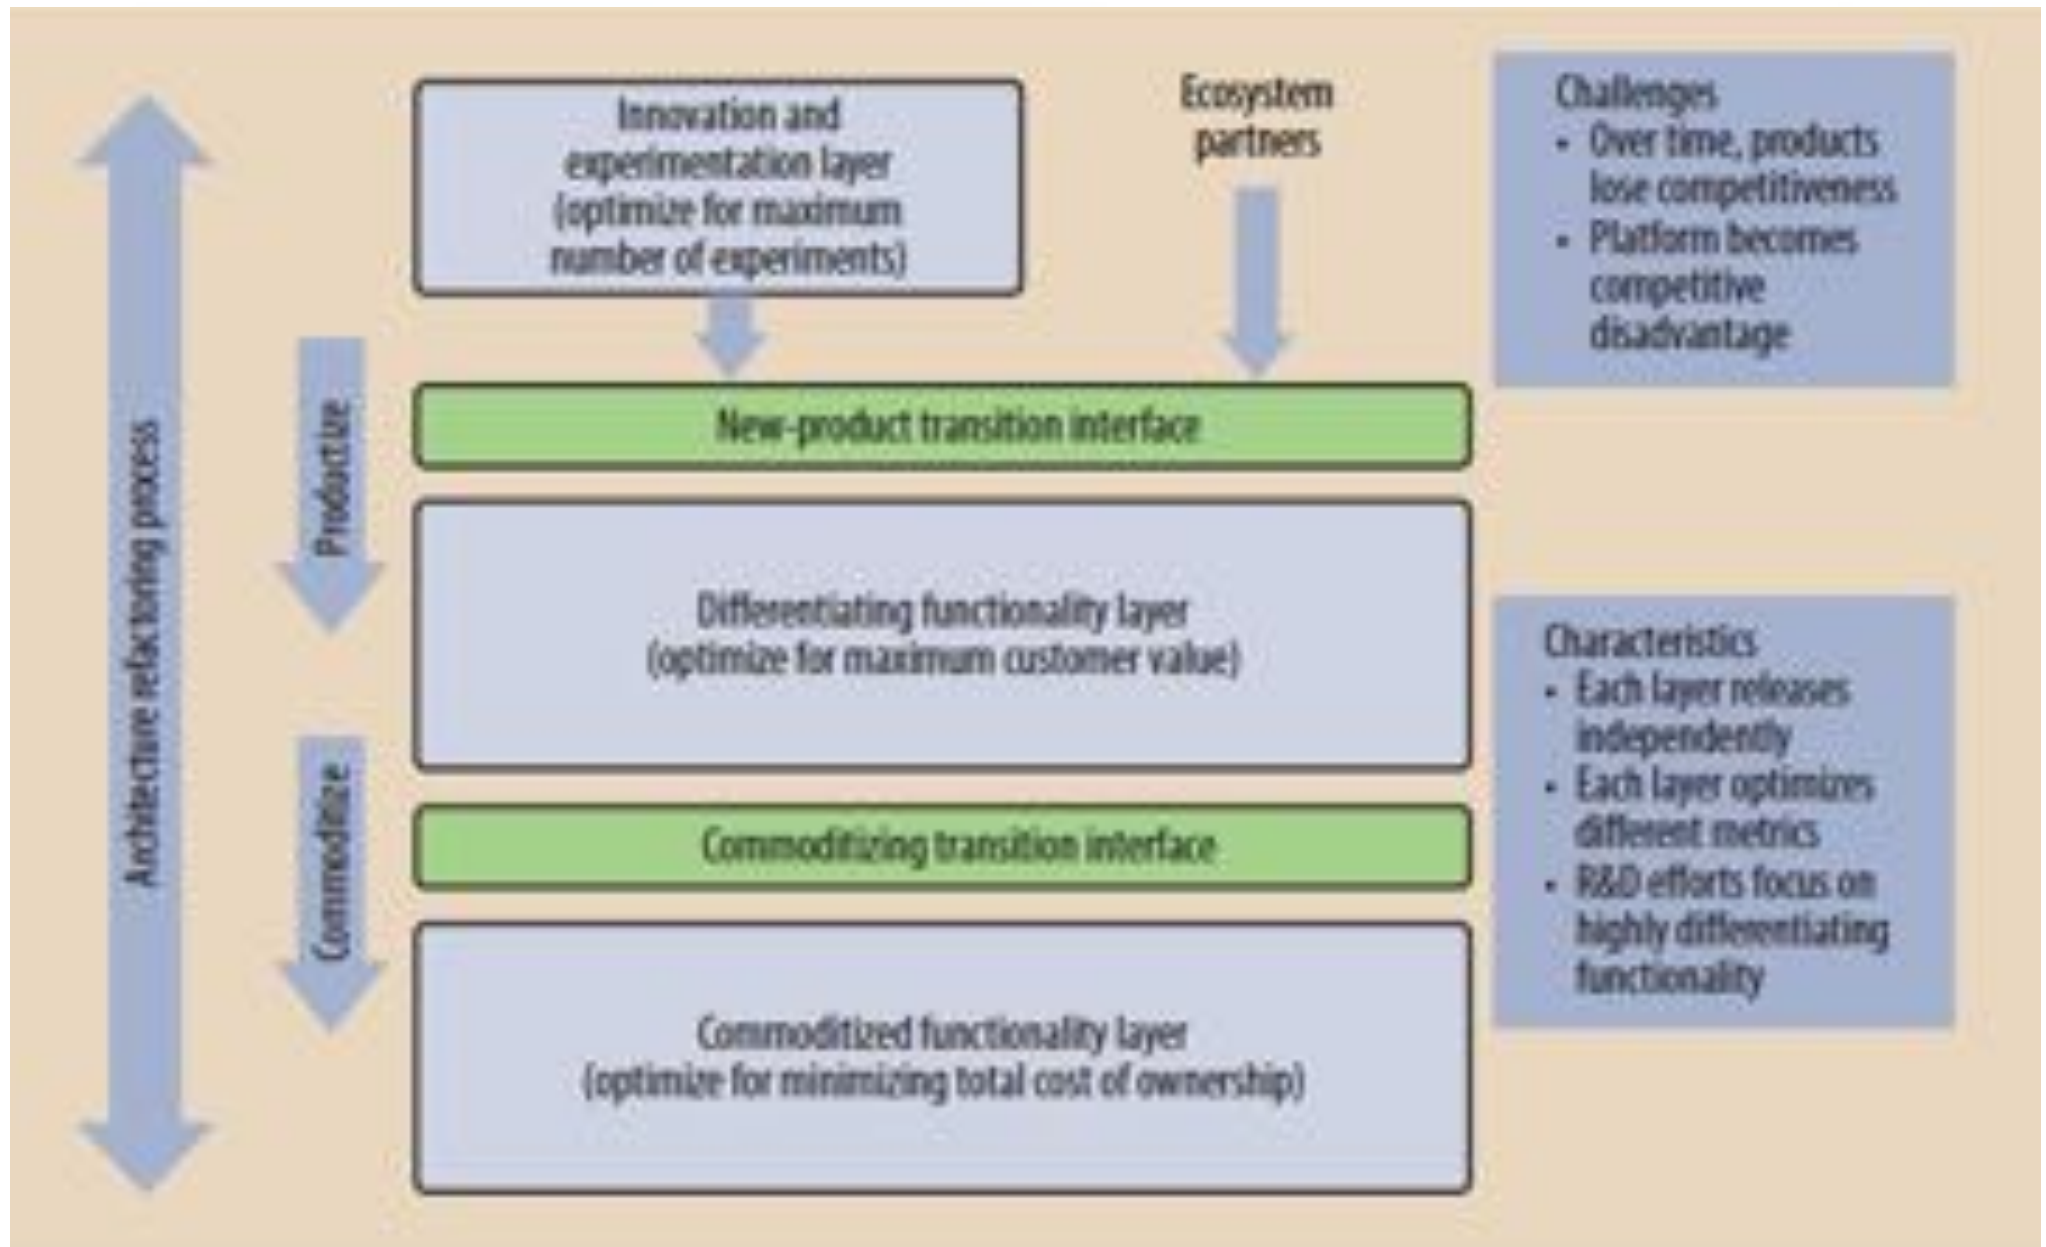 Innovation and
experimentation layer
(optimize for maximum
number of experiments)
Ecosystem
partners
Challenges
• Over time, products
lose competitiveness
• Platform becomes
competitive
disadvantage
Architecture refactoring process
Productize
New-product transition interface
Differentiating functionality layer
(optimize for maximum customer value)
Characteristics
• Each layer releases
independently
• Each layer optimizes
different metrics
• R&D efforts focus on
highly differentiating
functionality
Commoditize
Commoditizing transition interface
Commoditized functionality layer
(optimize for minimizing total cost of ownership)